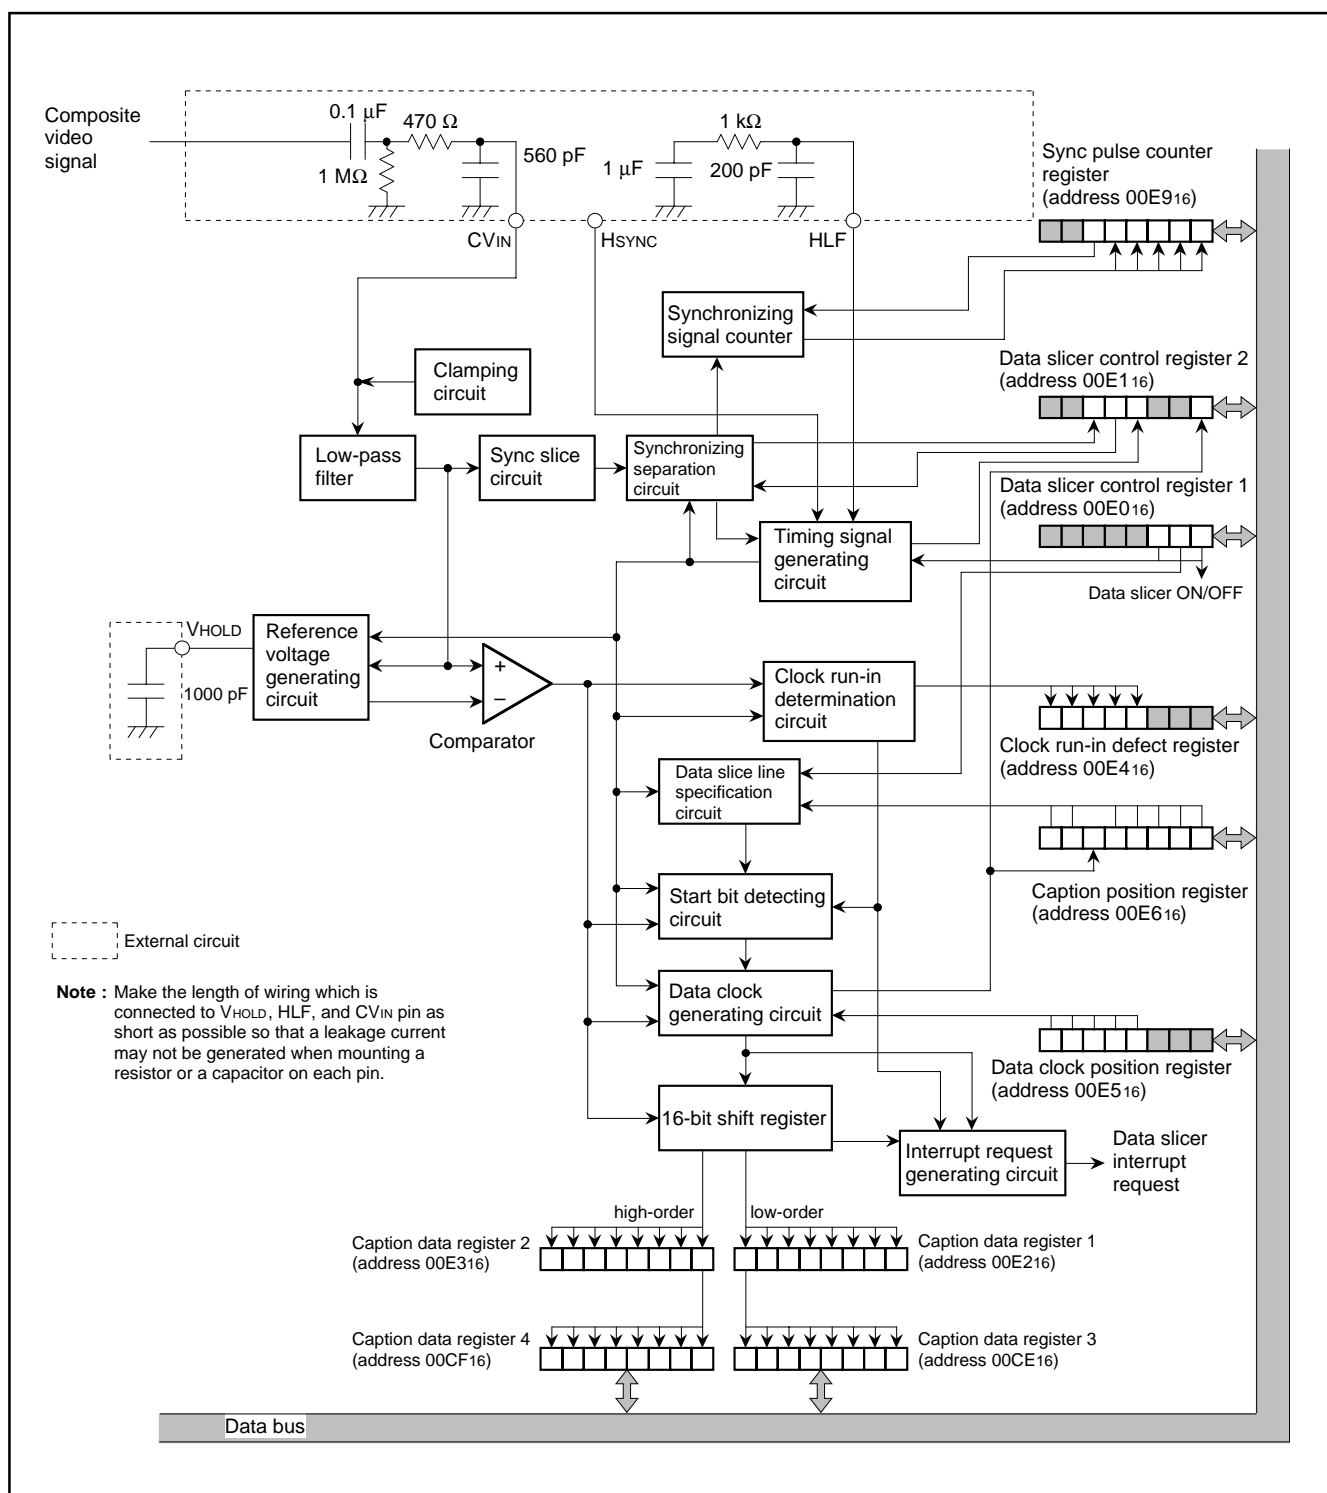 Composite
video
signal
0.1 µF
470 Ω
1 MΩ
560 pF
1 kΩ
1 µF
200 pF
Sync pulse counter
register
(address 00E916)
CVIN
HSYNC
HLF
Synchronizing
signal counter
Data slicer control register 2
(address 00E116)
Clamping
circuit
Low-pass
filter
Sync slice
circuit
Synchronizing
separation
circuit
Data slicer control register 1
(address 00E016)
Timing signal
generating
circuit
Data slicer ON/OFF
VHOLD
1000 pF
Reference
voltage
generating
circuit
+
−
Comparator
Clock run-in
determination
circuit
Clock run-in defect register
(address 00E416)
Data slice line
specification
circuit
Start bit detecting
circuit
Caption position register
(address 00E616)
External circuit
Note : Make the length of wiring which is
connected to VHOLD, HLF, and CVIN pin as
short as possible so that a leakage current
may not be generated when mounting a
resistor or a capacitor on each pin.
Data clock
generating circuit
Data clock position register
(address 00E516)
16-bit shift register
Interrupt request
generating circuit
Data slicer
interrupt
request
high-order
low-order
Caption data register 2
(address 00E316)
Caption data register 1
(address 00E216)
Caption data register 4
(address 00CF16)
Caption data register 3
(address 00CE16)
Data bus